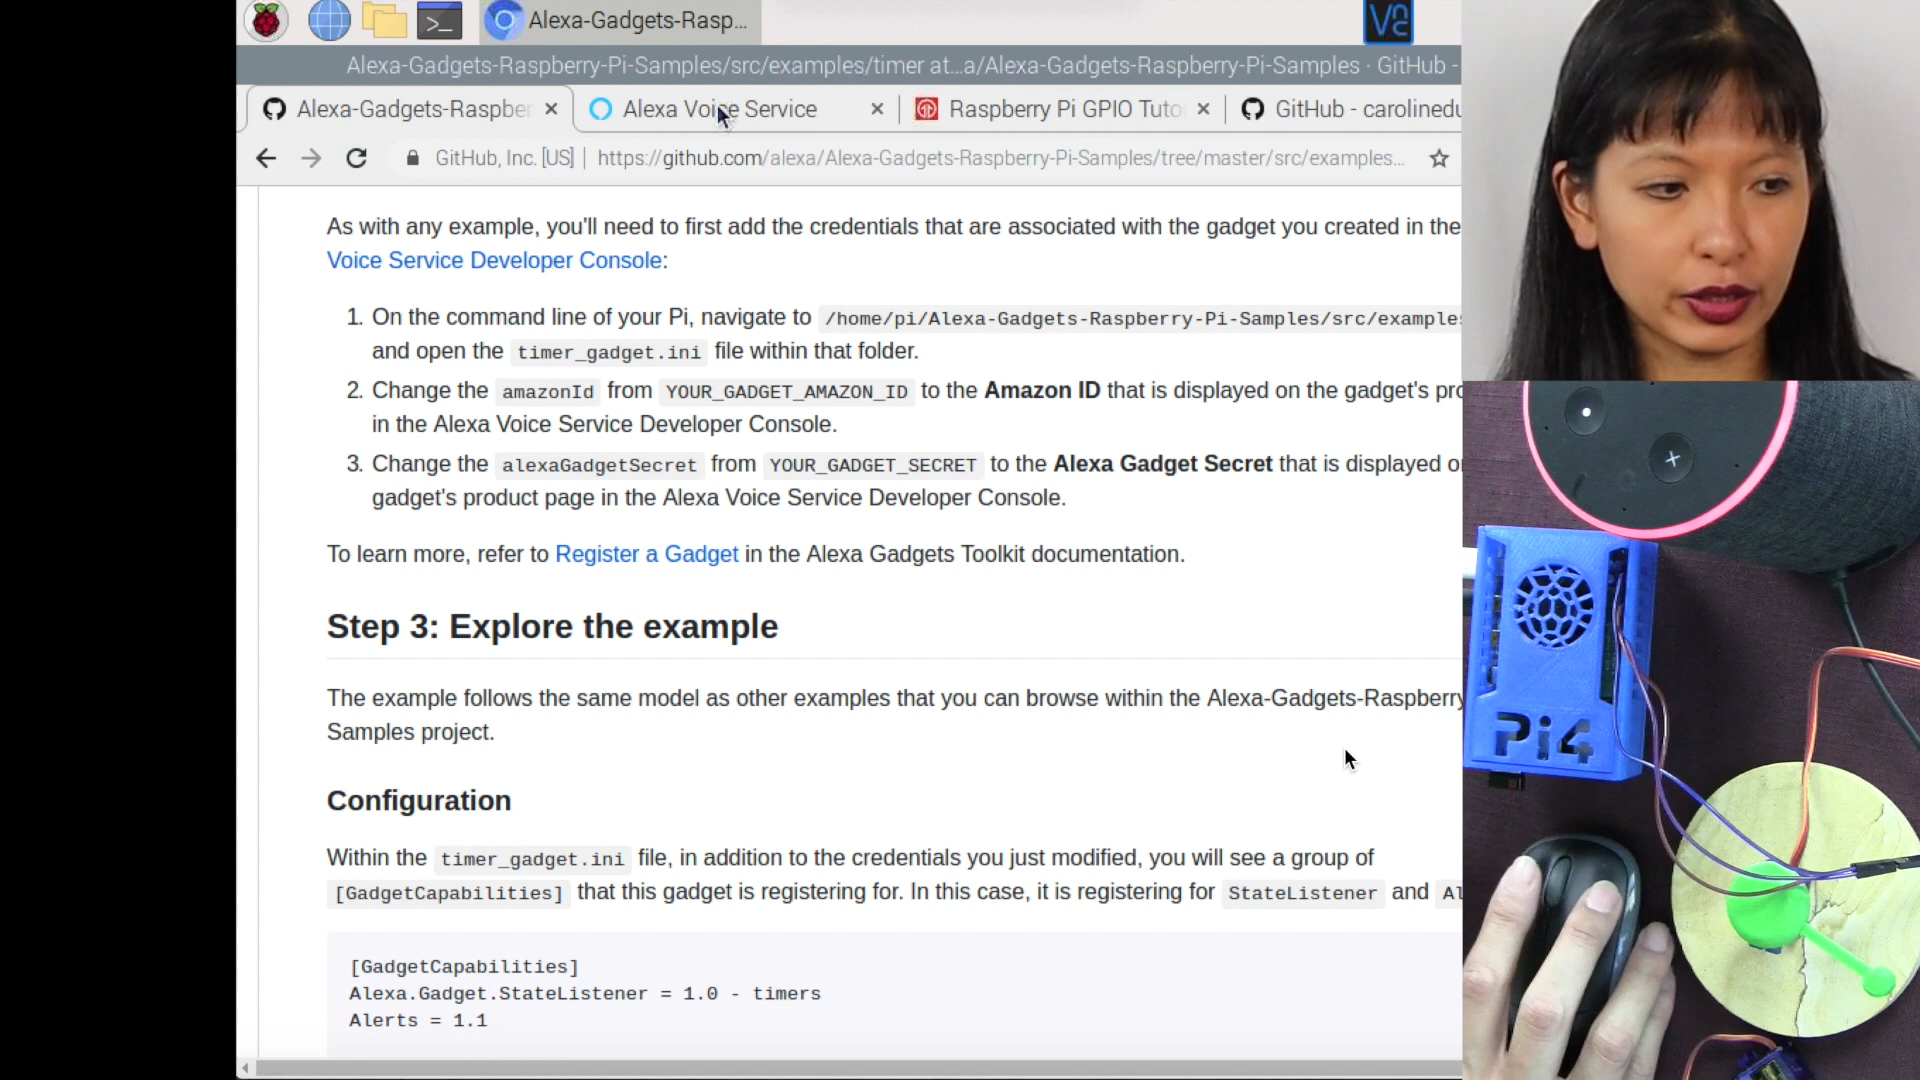 Alexa-Gadgets-Rasp...
Alexa-Gadgets-Raspberry-Pi-Samples/src/examples/timer at...a/Alexa-Gadgets-Raspberry-Pi-Samples · GitHub -
Alexa-Gadgets-Raspber
Alexa Voice Service
Raspberry Pi GPIO Tuto
GitHub - carolinedu
GitHub, Inc. [US] | https://github.com/alexa/Alexa-Gadgets-Raspberry-Pi-Samples/tree/master/src/examples...
As with any example, you'll need to first add the credentials that are associated with the gadget you created in the
Voice Service Developer Console:
1. On the command line of your Pi, navigate to /home/pi/Alexa-Gadgets-Raspberry-Pi-Samples/src/examples
and open the timer_gadget.ini file within that folder.
2. Change the amazonId from YOUR_GADGET_AMAZON_ID to the Amazon ID that is displayed on the gadget's pro
in the Alexa Voice Service Developer Console.
3. Change the alexaGadgetSecret from YOUR_GADGET_SECRET to the Alexa Gadget Secret that is displayed o
gadget's product page in the Alexa Voice Service Developer Console.
To learn more, refer to Register a Gadget in the Alexa Gadgets Toolkit documentation.
Step 3: Explore the example
The example follows the same model as other examples that you can browse within the Alexa-Gadgets-Raspberry
Samples project.
Configuration
Within the timer_gadget.ini file, in addition to the credentials you just modified, you will see a group of
[GadgetCapabilities] that this gadget is registering for. In this case, it is registering for StateListener and Al
[GadgetCapabilities]
Alexa.Gadget.StateListener = 1.0 - timers
Alerts = 1.1
Pi4